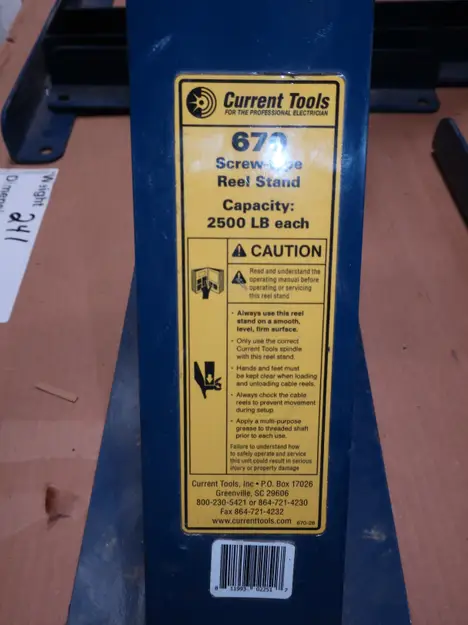 Current Tools
FOR THE PROFESSIONAL ELECTRICIAN
670
Screw-Type
Reel Stand
Capacity:
2500 LB each
CAUTION
Read and understand the
operating manual before
operating or servicing
this reel stand
• Always use this reel
stand on a smooth,
level, firm surface.
• Only use the correct
Current Tools spindle
with this reel stand.
• Hands and feet must
be kept clear when loading
and unloading cable reels.
• Always chock the cable
reels to prevent movement
during setup.
• Apply a multi-purpose
grease to threaded shaft
prior to each use.
Failure to understand how
to safely operate and service
this unit could result in serious
injury or property damage
Current Tools, Inc • P.O. Box 17026
Greenville, SC 29606
800-230-5421 or 864-721-4230
Fax 864-721-4232
www.currenttools.com
02251 7
241